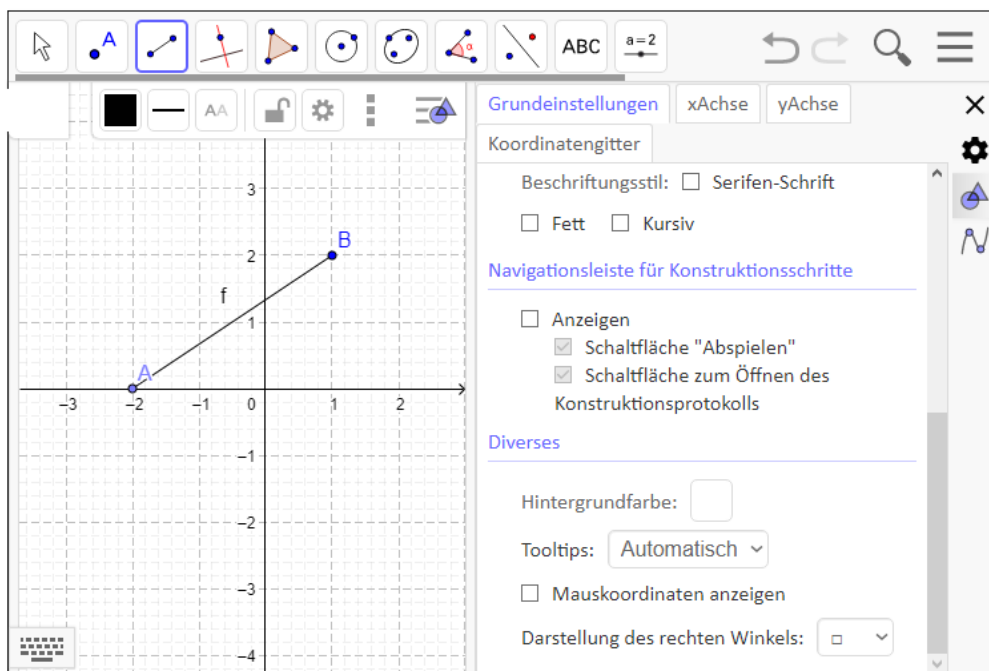 A
α
ABC
a=2
AA
Grundeinstellungen
xAchse
yAchse
Koordinatengitter
Beschriftungsstil: Serifen-Schrift
Fett Kursiv
Navigationsleiste für Konstruktionsschritte
Anzeigen
Schaltfläche "Abspielen"
Schaltfläche zum Öffnen des
Konstruktionsprotokolls
Diverses
Hintergrundfarbe:
Tooltips: Automatisch
Mauskoordinaten anzeigen
Darstellung des rechten Winkels:
3
B
2
f
1
A
–3 –2 –1 0 1 2
–1
–2
–3
–4